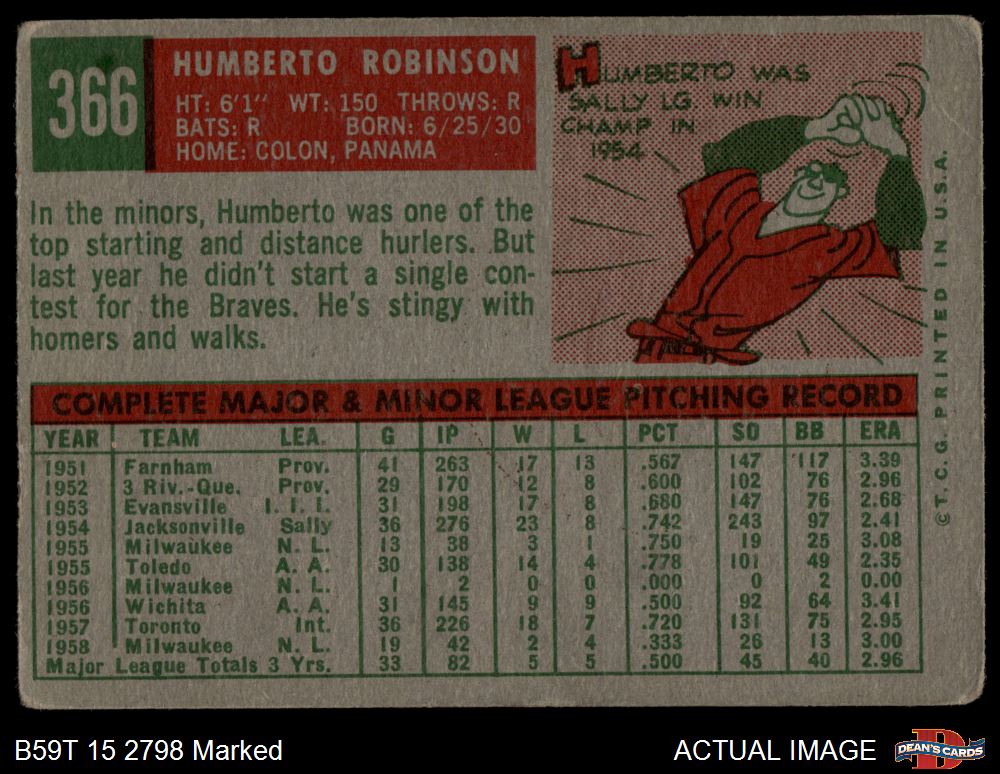 366
HUMBERTO ROBINSON
HT: 6'1" WT: 150 THROWS: R
BATS: R BORN: 6/25/30
HOME: COLON, PANAMA
HUMBERTO WAS
SALLY LG WIN
CHAMP IN
1954
In the minors, Humberto was one of the
top starting and distance hurlers. But
last year he didn't start a single con-
test for the Braves. He's stingy with
homers and walks.
COMPLETE MAJOR & MINOR LEAGUE PITCHING RECORD
YEAR TEAM LEA. G IP W L PCT SO BB ERA
1951 Farnham Prov. 41 263 17 13 .567 147 117 3.39
1952 3 Riv.-Que. Prov. 29 170 12 8 .600 102 76 2.96
1953 Evansville I. I. I. 31 198 17 8 .680 147 76 2.68
1954 Jacksonville Sally 36 276 23 8 .742 243 97 2.41
1955 Milwaukee N. L. 13 38 3 1 .750 19 25 3.08
1955 Toledo A. A. 30 138 14 4 .778 101 49 2.35
1956 Milwaukee N. L. 1 2 0 0 .000 0 2 0.00
1956 Wichita A. A. 31 145 9 9 .500 92 64 3.41
1957 Toronto Int. 36 226 18 7 .720 131 75 2.95
1958 Milwaukee N. L. 19 42 2 4 .333 26 13 3.00
Major League Totals 3 Yrs. 33 82 5 5 .500 45 40 2.96
© T. C. G. PRINTED IN U.S.A.
B59T 15 2798 Marked
ACTUAL IMAGE
DEAN'S CARDS